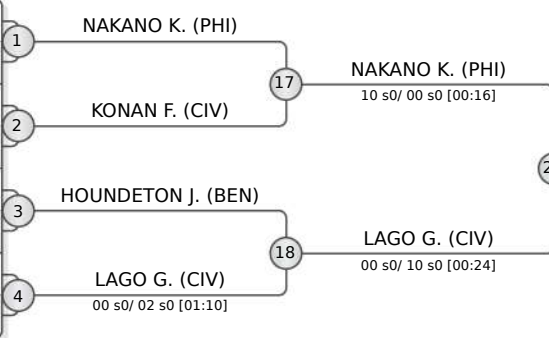 NAKANO K. (PHI)
1
17
NAKANO K. (PHI)
10 s0/ 00 s0 [00:16]
KONAN F. (CIV)
2
HOUNDETON J. (BEN)
3
18
LAGO G. (CIV)
00 s0/ 10 s0 [00:24]
LAGO G. (CIV)
4
00 s0/ 02 s0 [01:10]